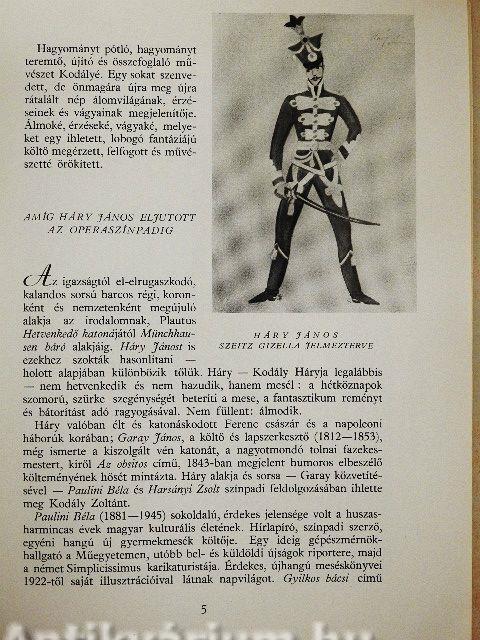 Hagyományt pótló, hagyományt
teremtő, újító és összefoglaló mű-
vészet Kodályé. Egy sokat szenve-
dett, de önmagára újra meg újra
rátalált nép álomvilágának, érzé-
seinek és vágyainak megjelenítője.
Álmoké, érzéseké, vágyaké, melye-
ket egy ihletett, lobogó fantáziájú
költő megérzett, felfogott és művé-
szetté örökített.
AMÍG HÁRY JÁNOS ELJUTOTT
AZ OPERASZÍNPADIG
Az igazságtól el-elrugaszkodó,
kalandos sorsú harcos régi, koron-
ként és nemzetenként megújuló
alakja az irodalomnak, Plautus
Hetvenkedő katonájától Münchhau-
sen báró alakjáig. Háry Jánost is
ezekhez szokták hasonlítani —
HÁRY JÁNOS
SZEITZ GIZELLA JELMEZTERVE
holott alapjában különbözik tőlük. Háry — Kodály Háryja legalábbis
— nem hetvenkedik és nem hazudik, hanem mesél: a hétköznapok
szomorú, szürke szegénységét beteríti a mese, a fantasztikum reményt
és bátorítást adó ragyogásával. Nem füllent: álmodik.
Háry valóban élt és katonáskodott Ferenc császár és a napoleoni
háborúk korában; Garay János, a költő és lapszerkesztő (1812—1853),
még ismerte a kiszolgált vén katonát, a nagyotmondó tolnai fazekas-
mestert, kiről Az obsitos című, 1843-ban megjelent humoros elbeszélő
költeményének hősét mintázta. Háry alakja és sorsa — Garay közvetíté-
sével — Paulini Béla és Harsányi Zsolt színpadi feldolgozásában ihlette
meg Kodály Zoltánt.
Paulini Béla (1881—1945) sokoldalú, érdekes jelensége volt a huszas-
harmincas évek magyar kulturális életének. Hírlapíró, színpadi szerző,
egyéni hangú új gyermekmesék költője. Egy ideig gépészmérnök-
hallgató a Műegyetemen, utóbb bel- és külföldi újságok riportere, majd
a német Simplicissimus karikaturistája. Érdekes, újhangú meséskönyvei
1922-től saját illusztrációival látnak napvilágot. Gyilkos bácsi című
5
Antikvárium.hu